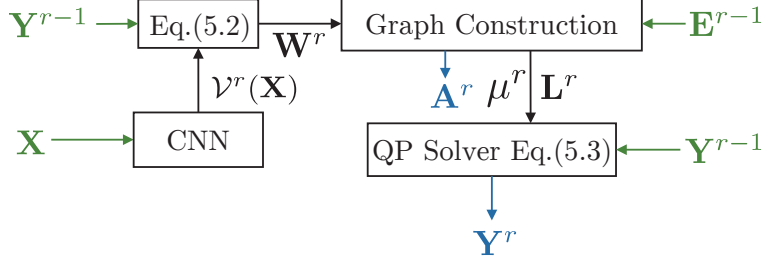 Y^{r−1} Eq.(5.2) W^r Graph Construction E^{r−1}
𝒱^r(X) A^r μ^r L^r
X CNN QP Solver Eq.(5.3) Y^{r−1}
Y^r